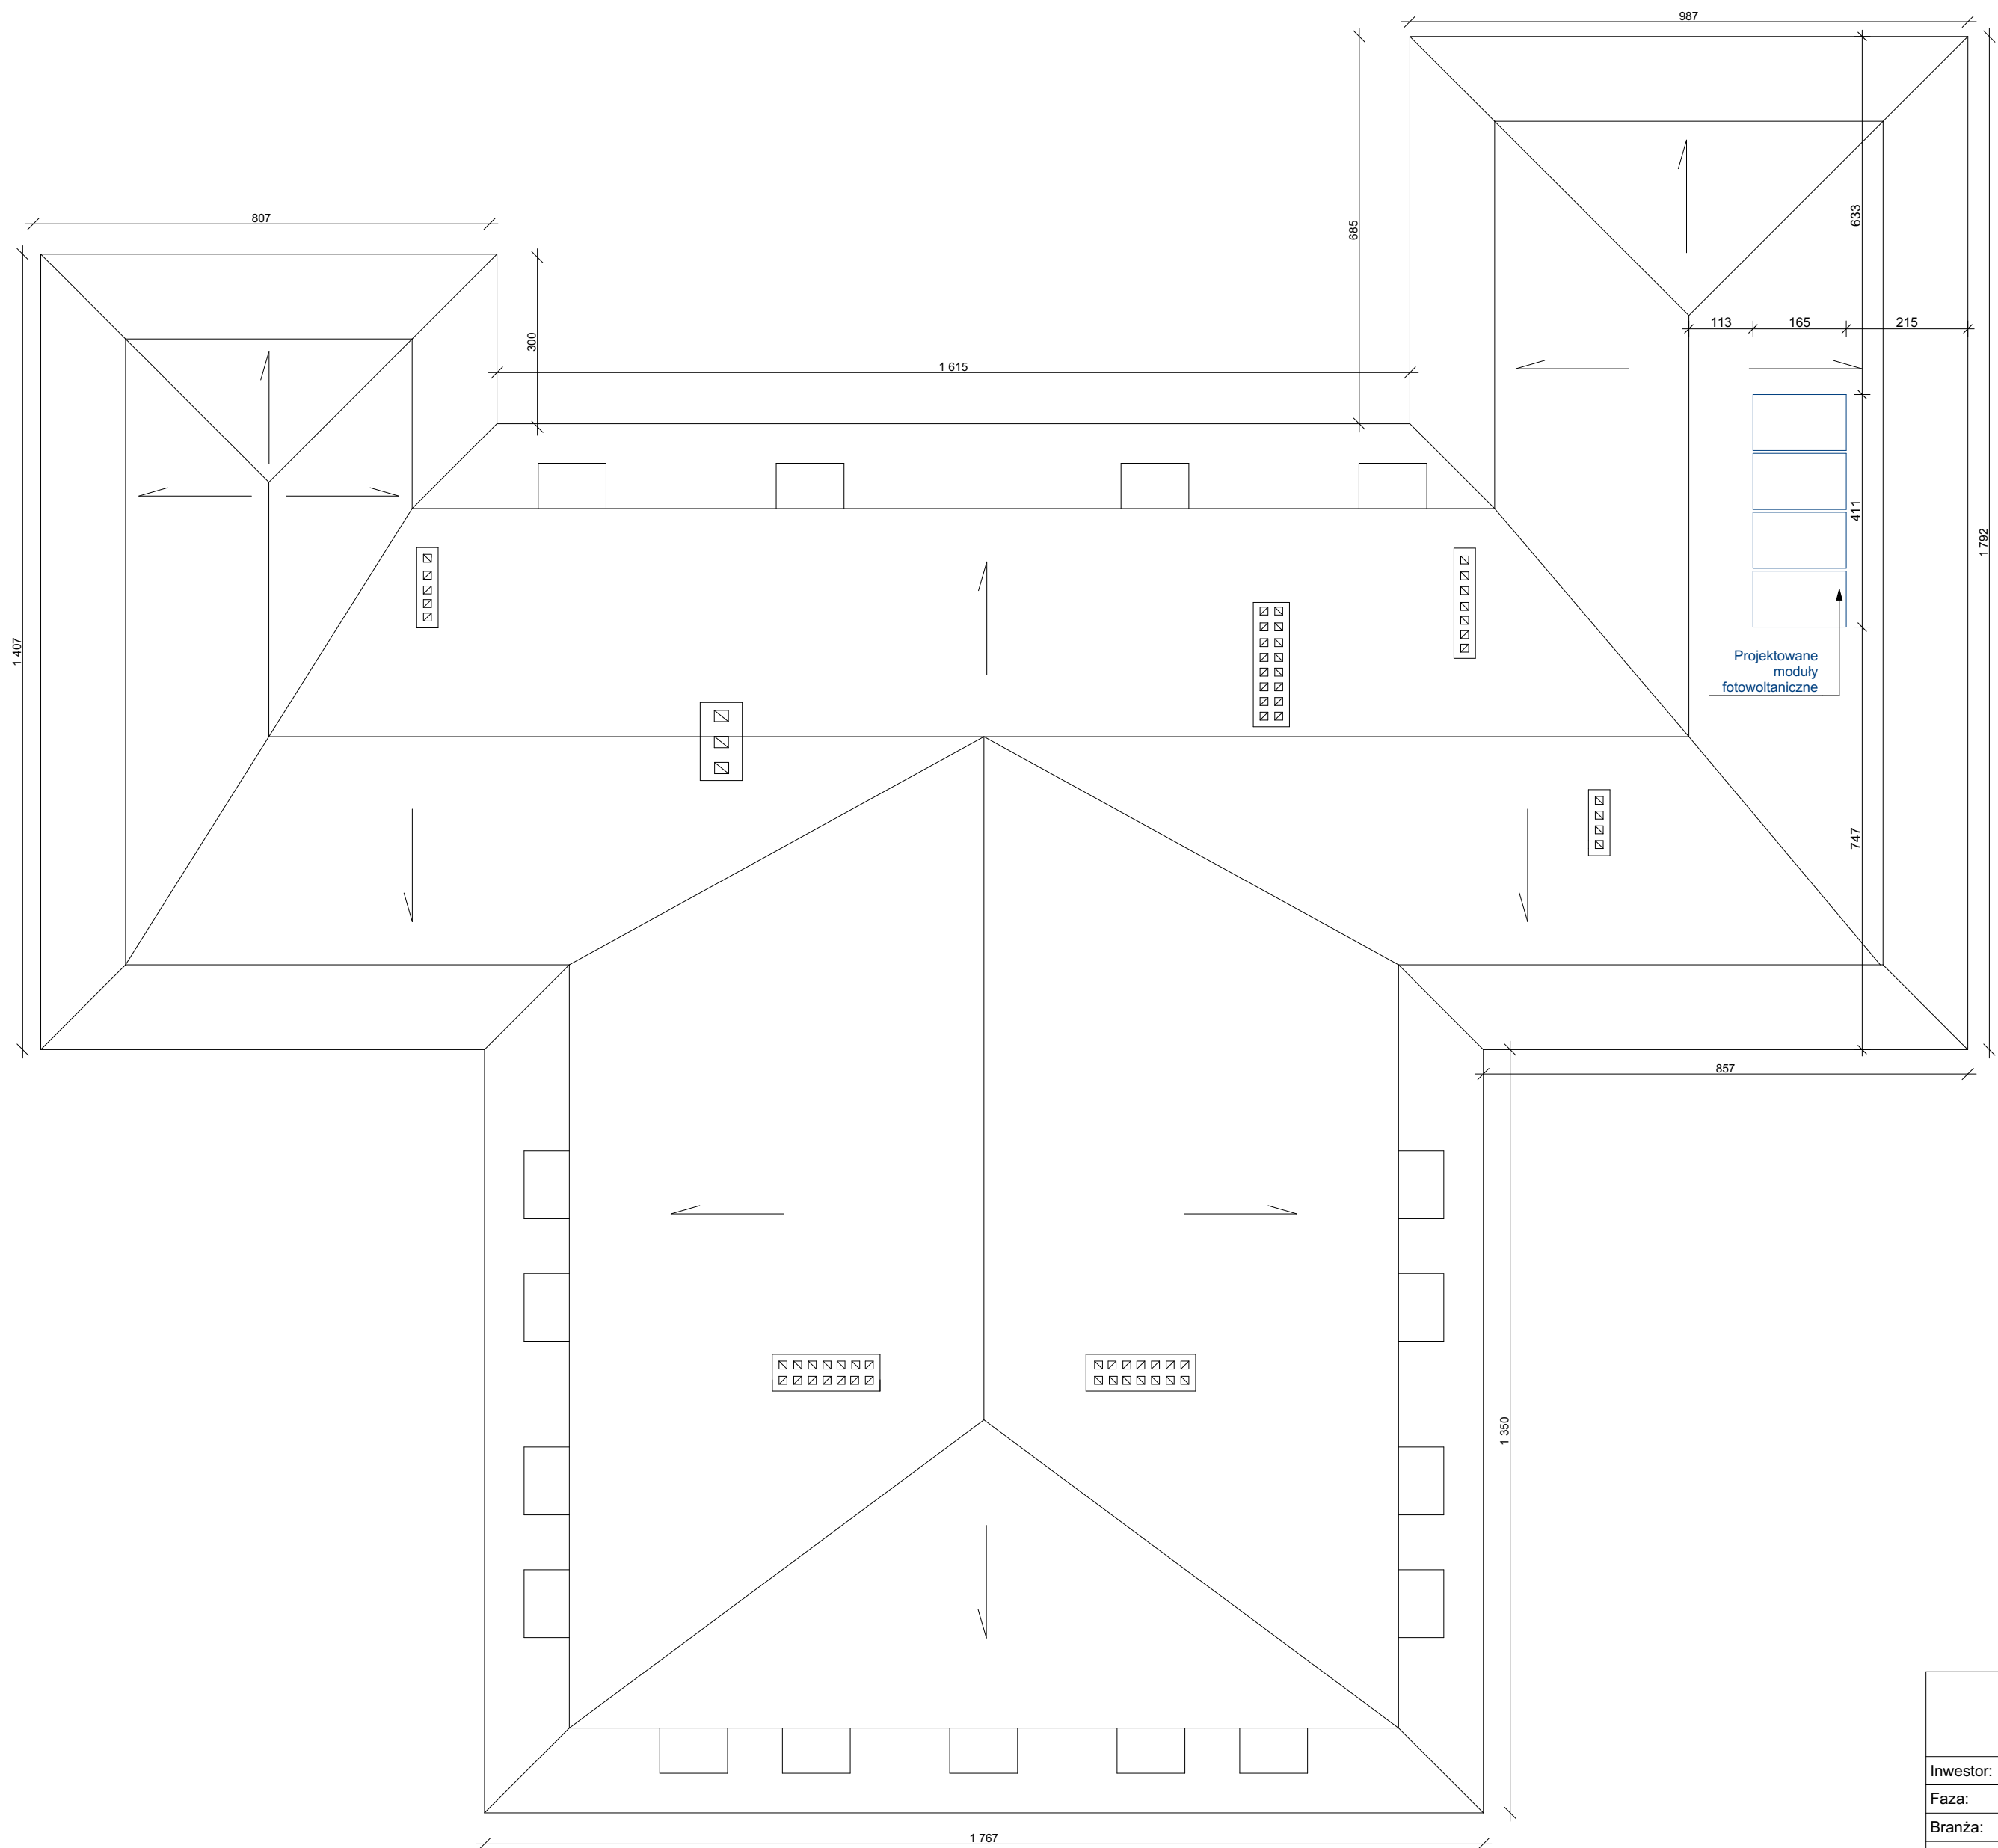 987
633
685
807
300
113
165
215
1 615
411
1 792
Projektowane
moduły
fotowoltaniczne
1 407
747
857
1 350
1 767
Inwestor:
Faza:
Branża: